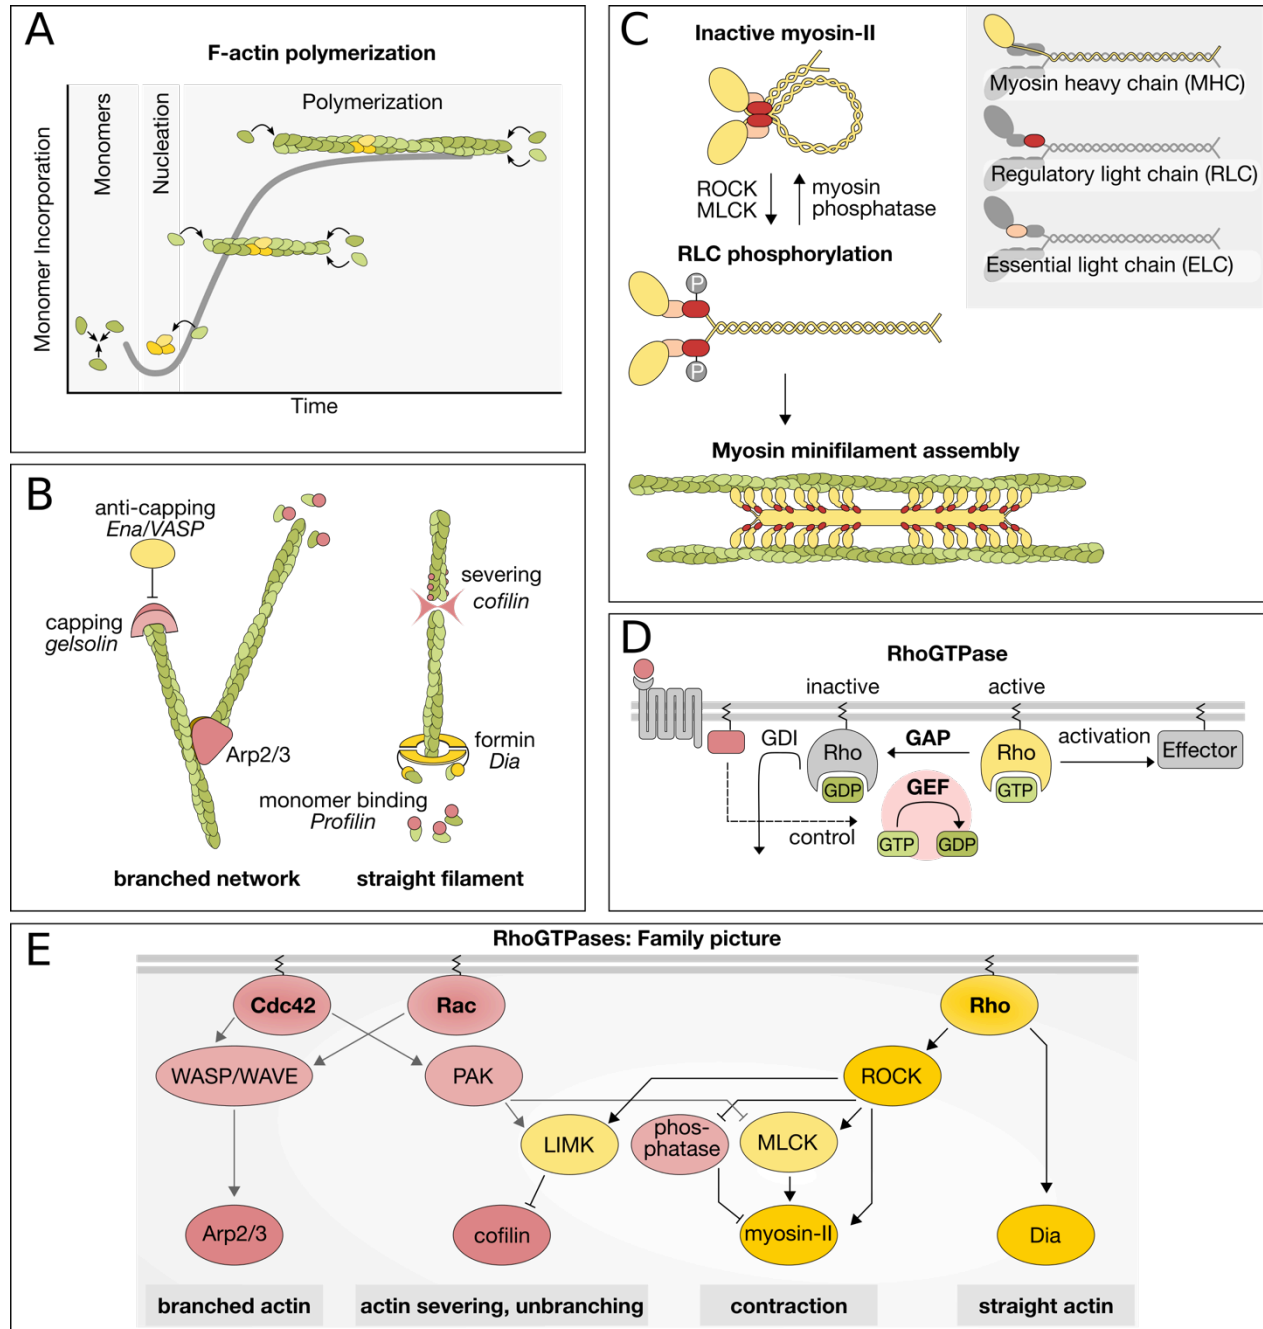 A
F-actin polymerization
Monomers
Nucleation
Polymerization
Monomer Incorporation
Time
B
anti-capping
Ena/VASP
capping
gelsolin
Arp2/3
severing
cofilin
formin
Dia
monomer binding
Profilin
branched network
straight filament
C
Inactive myosin-II
ROCK
MLCK
myosin
phosphatase
RLC phosphorylation
P
P
Myosin minifilament assembly
Myosin heavy chain (MHC)
Regulatory light chain (RLC)
Essential light chain (ELC)
D
RhoGTPase
inactive
active
GDI
Rho
GDP
GAP
Rho
GTP
activation
Effector
GEF
GTP
GDP
control
E
RhoGTPases: Family picture
Cdc42
Rac
Rho
WASP/WAVE
PAK
ROCK
LIMK
phos-
phatase
MLCK
Arp2/3
cofilin
myosin-II
Dia
branched actin
actin severing, unbranching
contraction
straight actin